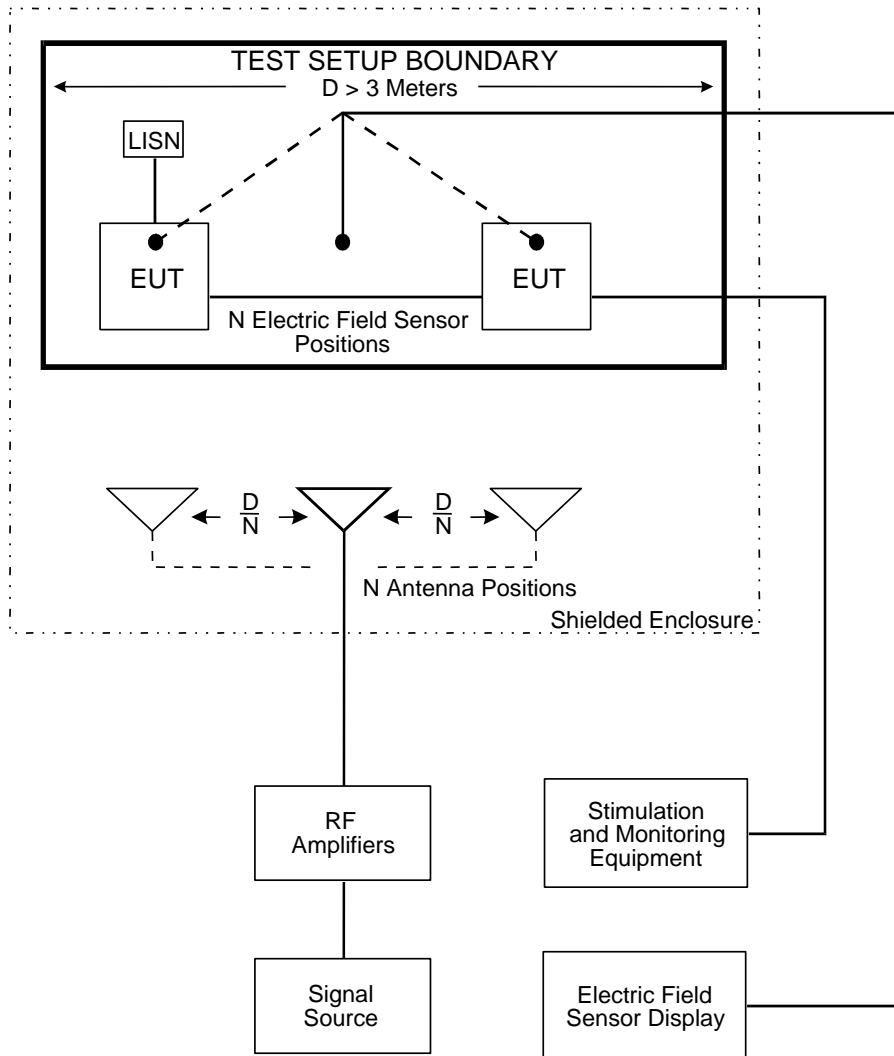 TEST SETUP BOUNDARY
D > 3 Meters
LISN
EUT
EUT
N Electric Field Sensor
Positions
D
N
D
N
N Antenna Positions
Shielded Enclosure
RF
Amplifiers
Stimulation
and Monitoring
Equipment
Signal
Source
Electric Field
Sensor Display